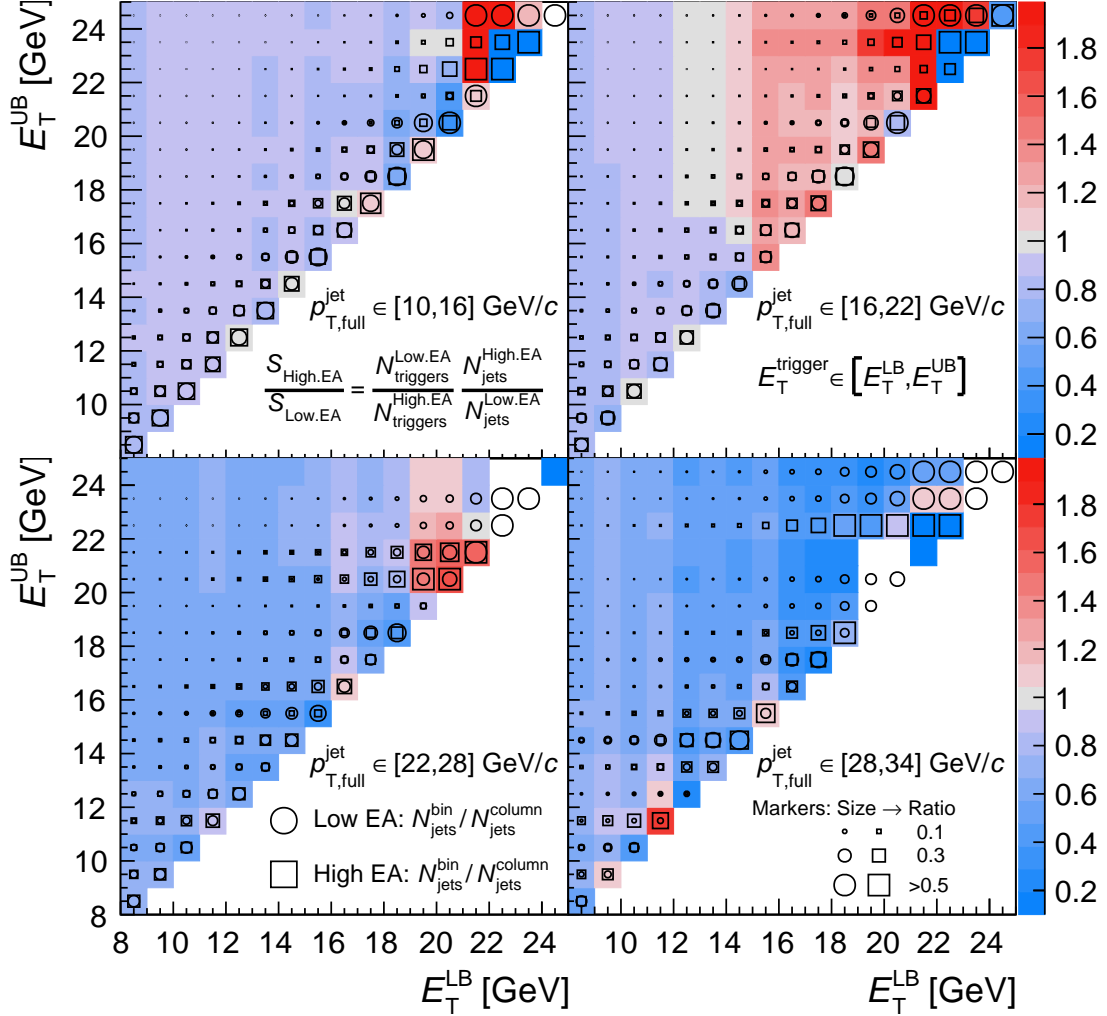 E_T^UB [GeV]
24
22
20
18
16
14
12
10
p_T,full^jet ∈ [10,16] GeV/c
S_High.EA / S_Low.EA = N_triggers^Low.EA / N_triggers^High.EA N_jets^High.EA / N_jets^Low.EA
p_T,full^jet ∈ [16,22] GeV/c
E_T^trigger ∈ [E_T^LB, E_T^UB]
1.8
1.6
1.4
1.2
1
0.8
0.6
0.4
0.2
E_T^UB [GeV]
24
22
20
18
16
14
12
10
8
p_T,full^jet ∈ [22,28] GeV/c
Low EA: N_jets^bin / N_jets^column
High EA: N_jets^bin / N_jets^column
p_T,full^jet ∈ [28,34] GeV/c
Markers: Size → Ratio
0.1
0.3
>0.5
1.8
1.6
1.4
1.2
1
0.8
0.6
0.4
0.2
8 10 12 14 16 18 20 22 24
10 12 14 16 18 20 22 24
E_T^LB [GeV]
E_T^LB [GeV]